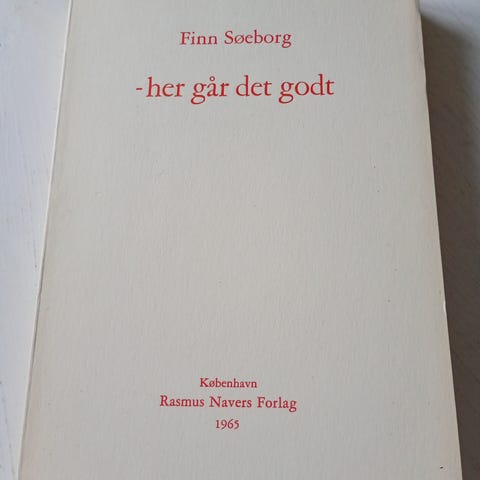 Finn Søeborg
-her går det godt
København
Rasmus Navers Forlag
1965